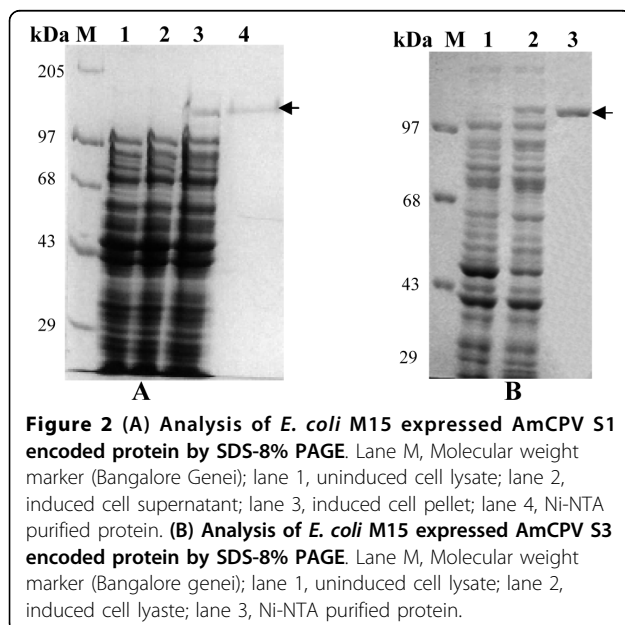 kDa M 1 2 3 4
205
97
68
43
29
A
kDa M 1 2 3
97
68
43
29
B
Figure 2 (A) Analysis of E. coli M15 expressed AmCPV S1
encoded protein by SDS-8% PAGE. Lane M, Molecular weight
marker (Bangalore Genei); lane 1, uninduced cell lysate; lane 2,
induced cell supernatant; lane 3, induced cell pellet; lane 4, Ni-NTA
purified protein. (B) Analysis of E. coli M15 expressed AmCPV S3
encoded protein by SDS-8% PAGE. Lane M, Molecular weight
marker (Bangalore genei); lane 1, uninduced cell lysate; lane 2,
induced cell lyaste; lane 3, Ni-NTA purified protein.